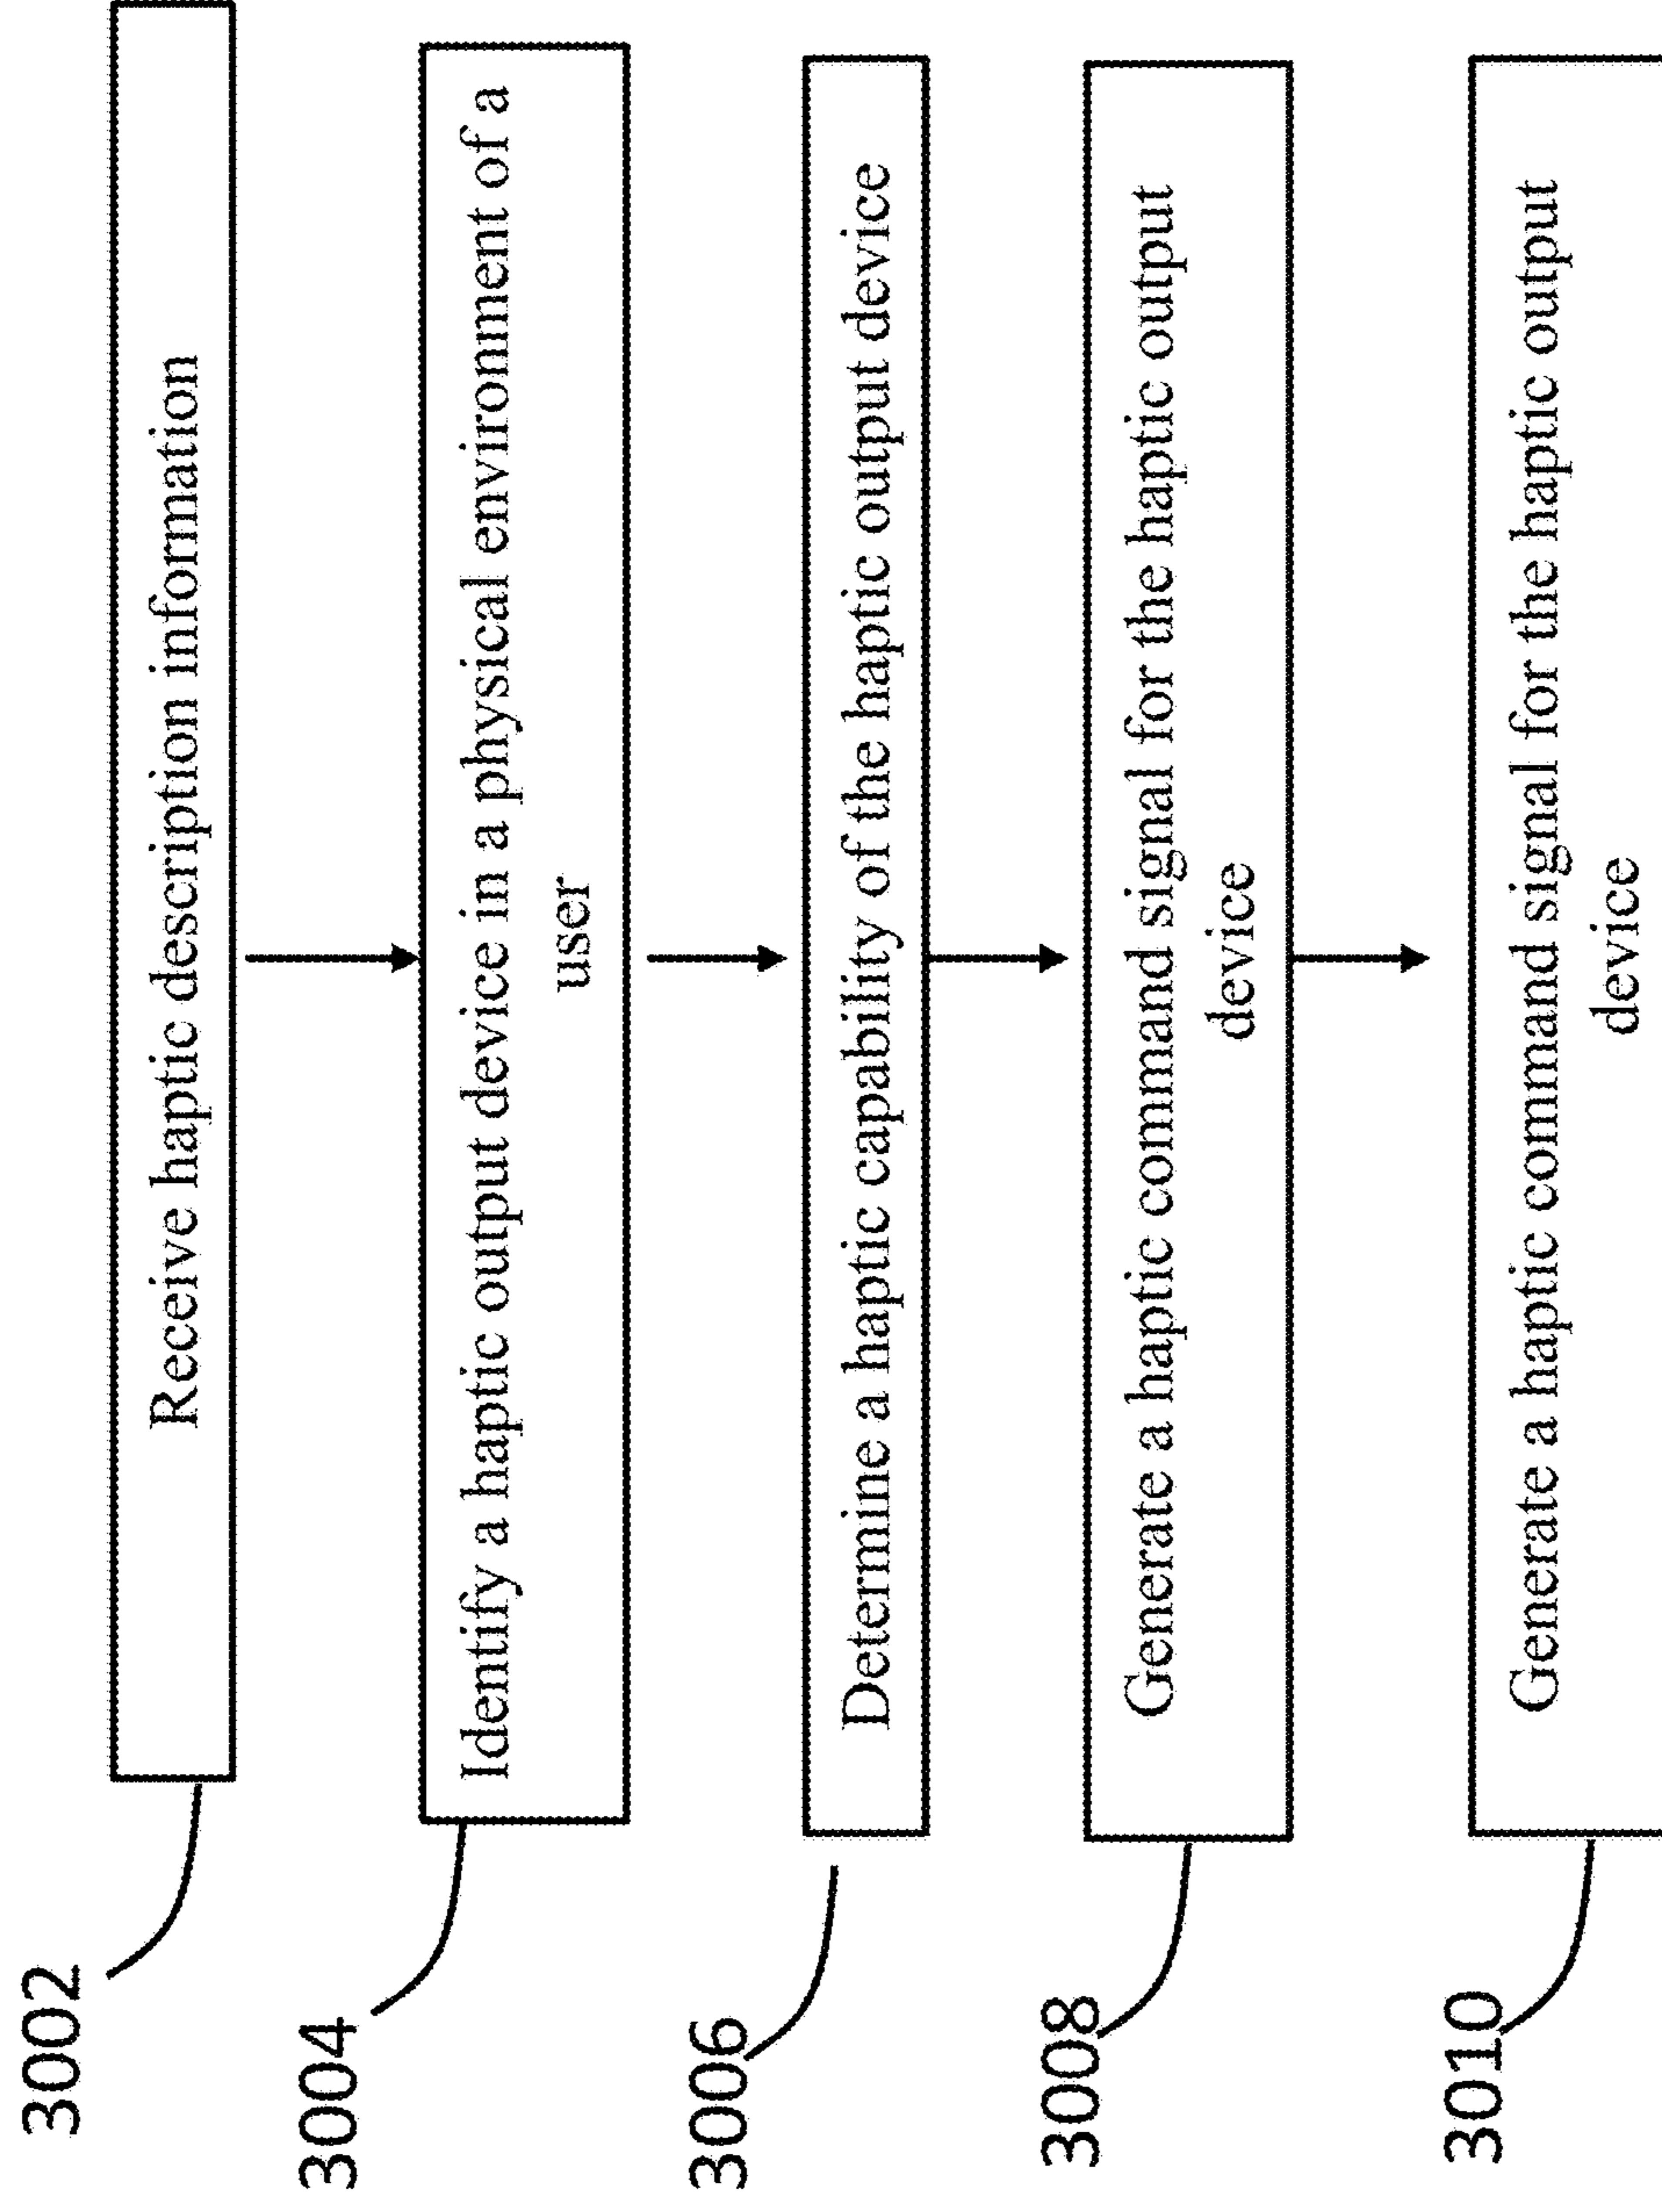 3002
Receive haptic description information
3004
Identify a haptic output device in a physical environment of a
user
3006
Determine a haptic capability of the haptic output device
3008
Generate a haptic command signal for the haptic output
device
3010
Generate a haptic command signal for the haptic output
device